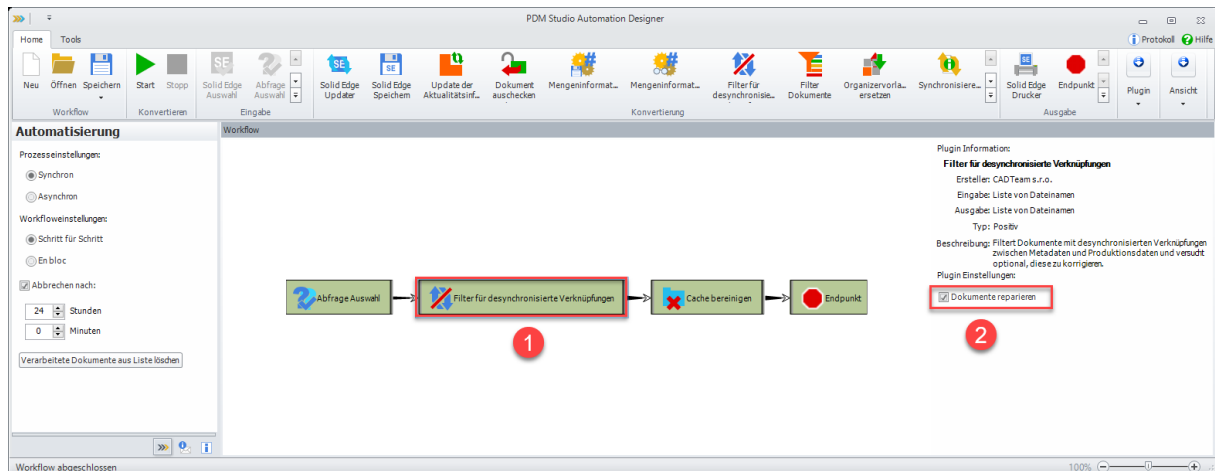 PDM Studio Automation Designer
Home Tools
Protokoll Hilfe
Neu Öffnen Speichern
Start Stopp
Solid Edge Auswahl
Abfrage Auswahl
Solid Edge Updater
Solid Edge Speichern
Update der Aktualitätsinf...
Dokument auschecken
Mengeninformat...
Mengeninformat...
Filter für desynchronisie...
Filter Dokumente
Organizervorla... ersetzen
Synchronisiere...
Solid Edge Drucker
Endpunkt
Plugin
Ansicht
Workflow
Konvertieren
Eingabe
Konvertierung
Ausgabe
Automatisierung
Prozesseinstellungen:
Synchron
Asynchron
Workfloweinstellungen:
Schritt für Schritt
En bloc
Abbrechen nach:
24 Stunden
0 Minuten
Verarbeitete Dokumente aus Liste löschen
Workflow
Abfrage Auswahl
Filter für desynchronisierte Verknüpfungen
Cache bereinigen
Endpunkt
1
Plugin Information:
Filter für desynchronisierte Verknüpfungen
Ersteller: CADTeam s.r.o.
Eingabe: Liste von Dateinamen
Ausgabe: Liste von Dateinamen
Typ: Positiv
Beschreibung: Filtert Dokumente mit desynchronisierten Verknüpfungen
zwischen Metadaten und Produktionsdaten und versucht
optional, diese zu korrigieren.
Plugin Einstellungen:
Dokumente reparieren
2
Workflow abgeschlossen
100%